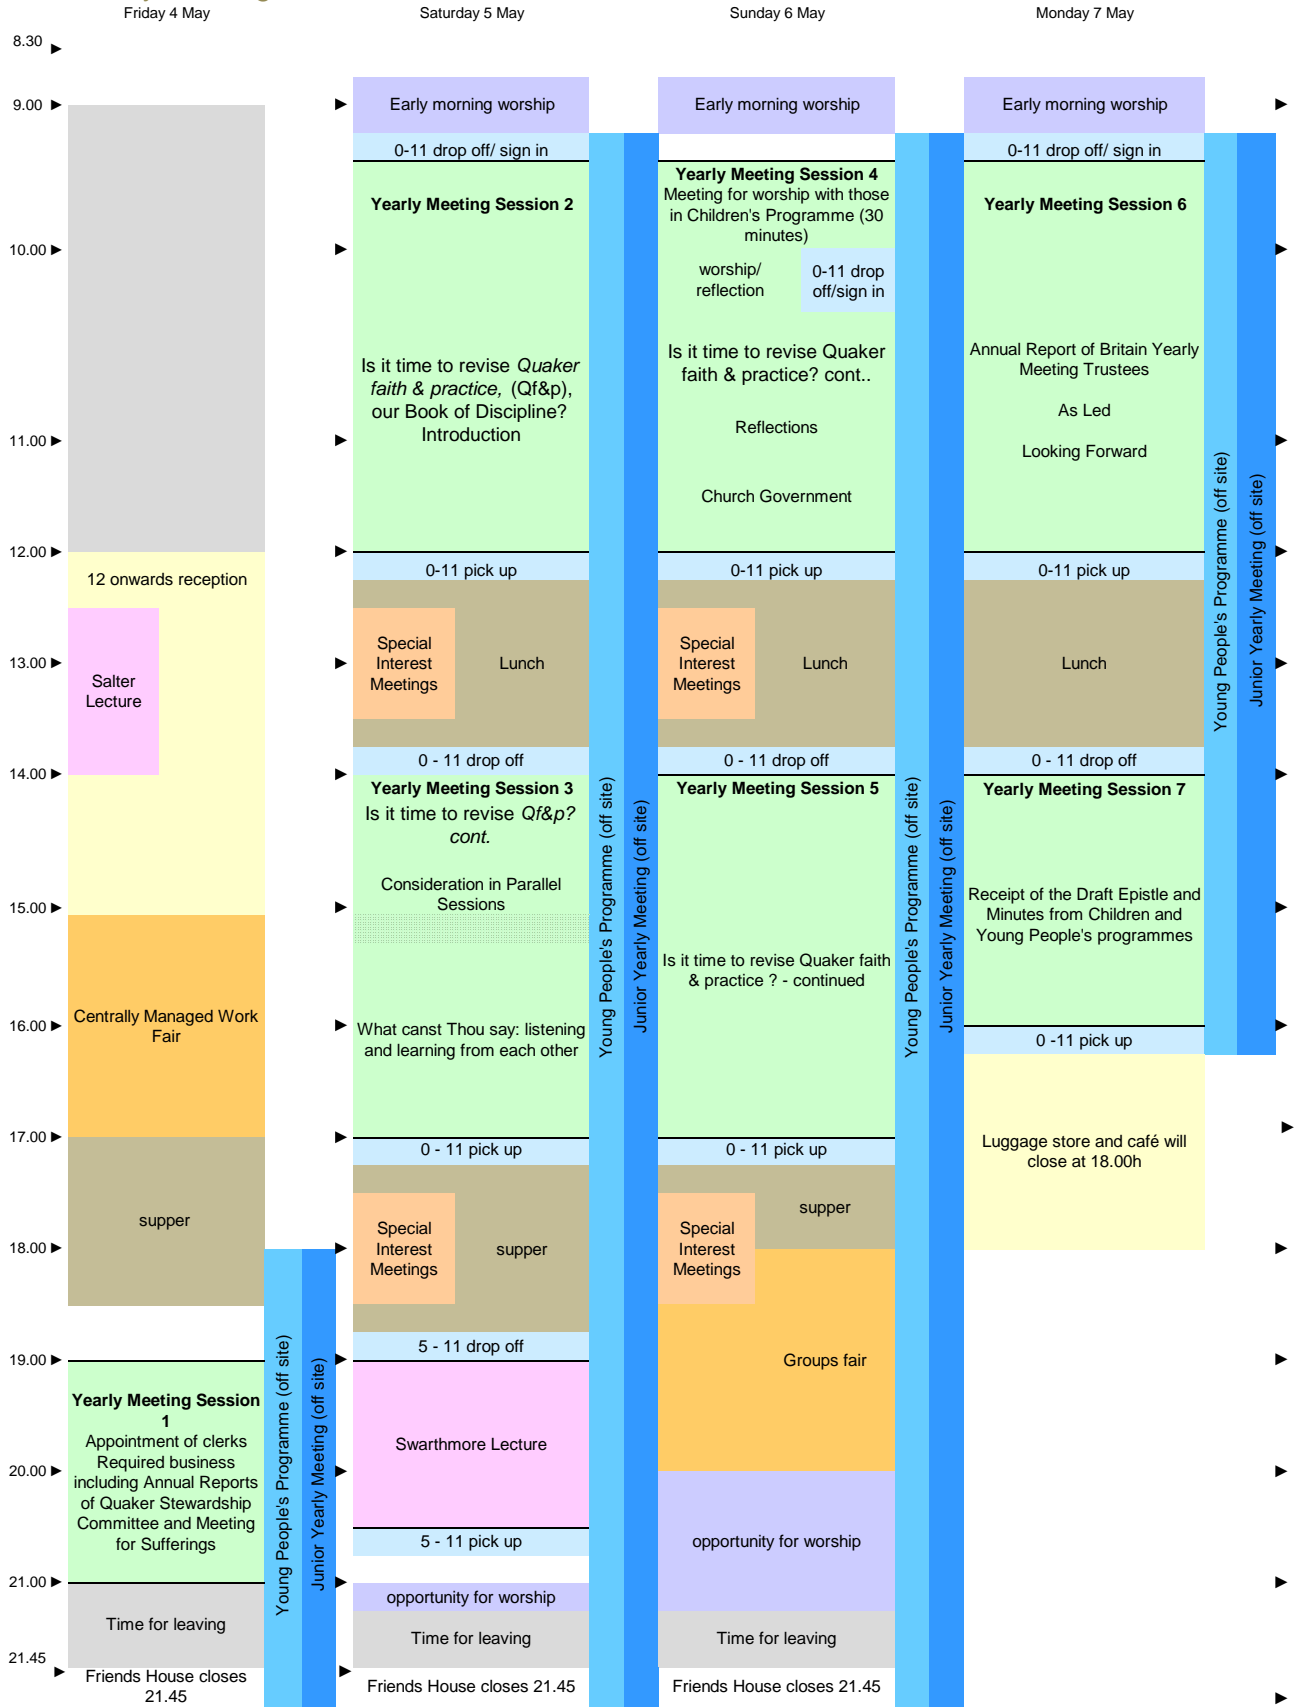 Friday 4 May
Saturday 5 May
Sunday 6 May
Monday 7 May
8.30
9.00
10.00
11.00
12.00
13.00
14.00
15.00
16.00
17.00
18.00
19.00
20.00
21.00
21.45
12 onwards reception
Salter
Lecture
Centrally Managed Work
Fair
supper
Yearly Meeting Session
1
Appointment of clerks
Required business
including Annual Reports
of Quaker Stewardship
Committee and Meeting
for Sufferings
Time for leaving
Friends House closes
21.45
Young People's Programme (off site)
Junior Yearly Meeting (off site)
Early morning worship
0-11 drop off/ sign in
Yearly Meeting Session 2
Is it time to revise Quaker
faith & practice, (Qf&p),
our Book of Discipline?
Introduction
0-11 pick up
Special
Interest
Meetings
Lunch
0 - 11 drop off
Yearly Meeting Session 3
Is it time to revise Qf&p?
cont.
Consideration in Parallel
Sessions
What canst Thou say: listening
and learning from each other
0 - 11 pick up
Special
Interest
Meetings
supper
5 - 11 drop off
Swarthmore Lecture
5 - 11 pick up
opportunity for worship
Time for leaving
Friends House closes 21.45
Young People's Programme (off site)
Junior Yearly Meeting (off site)
Early morning worship
Yearly Meeting Session 4
Meeting for worship with those
in Children's Programme (30
minutes)
worship/
reflection
0-11 drop
off/sign in
Is it time to revise Quaker
faith & practice? cont..
Reflections
Church Government
0-11 pick up
Special
Interest
Meetings
Lunch
0 - 11 drop off
Yearly Meeting Session 5
Is it time to revise Quaker faith
& practice ? - continued
0 - 11 pick up
Special
Interest
Meetings
supper
Groups fair
opportunity for worship
Time for leaving
Friends House closes 21.45
Young People's Programme (off site)
Junior Yearly Meeting (off site)
Early morning worship
0-11 drop off/ sign in
Yearly Meeting Session 6
Annual Report of Britain Yearly
Meeting Trustees
As Led
Looking Forward
0-11 pick up
Lunch
0 - 11 drop off
Yearly Meeting Session 7
Receipt of the Draft Epistle and
Minutes from Children and
Young People's programmes
0 -11 pick up
Luggage store and café will
close at 18.00h
Young People's Programme (off site)
Junior Yearly Meeting (off site)